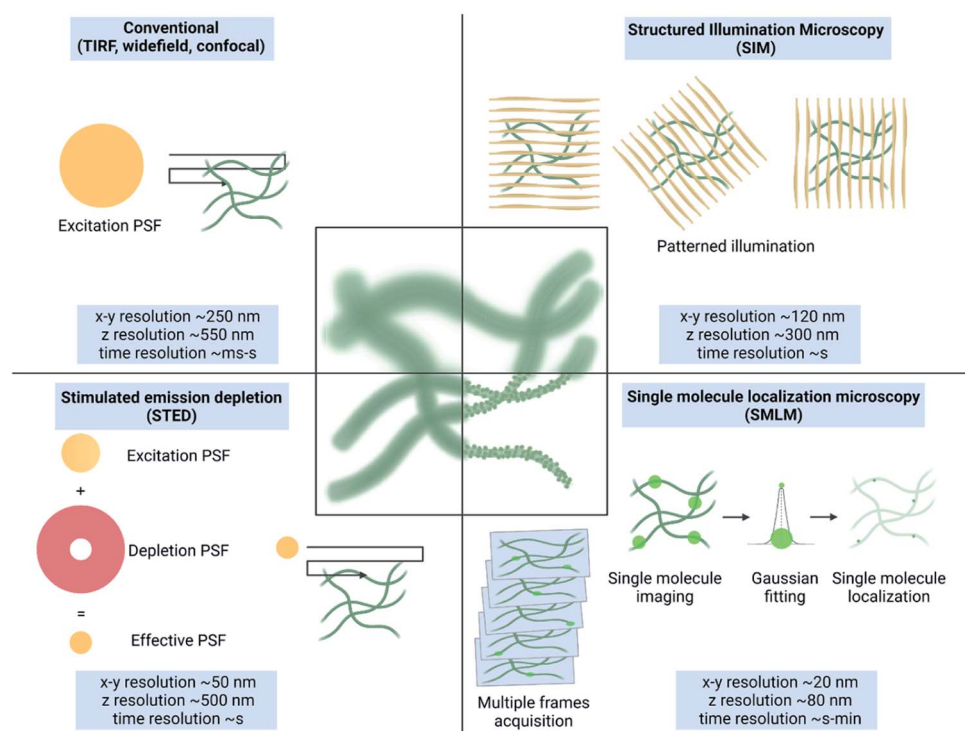 Conventional
(TIRF, widefield, confocal)
Excitation PSF
x-y resolution ~250 nm
z resolution ~550 nm
time resolution ~ms-s
Structured Illumination Microscopy
(SIM)
Patterned illumination
x-y resolution ~120 nm
z resolution ~300 nm
time resolution ~s
Stimulated emission depletion
(STED)
Excitation PSF
+
Depletion PSF
=
Effective PSF
x-y resolution ~50 nm
z resolution ~500 nm
time resolution ~s
Single molecule localization microscopy
(SMLM)
Single molecule
imaging
Gaussian
fitting
Single molecule
localization
Multiple frames
acquisition
x-y resolution ~20 nm
z resolution ~80 nm
time resolution ~s-min